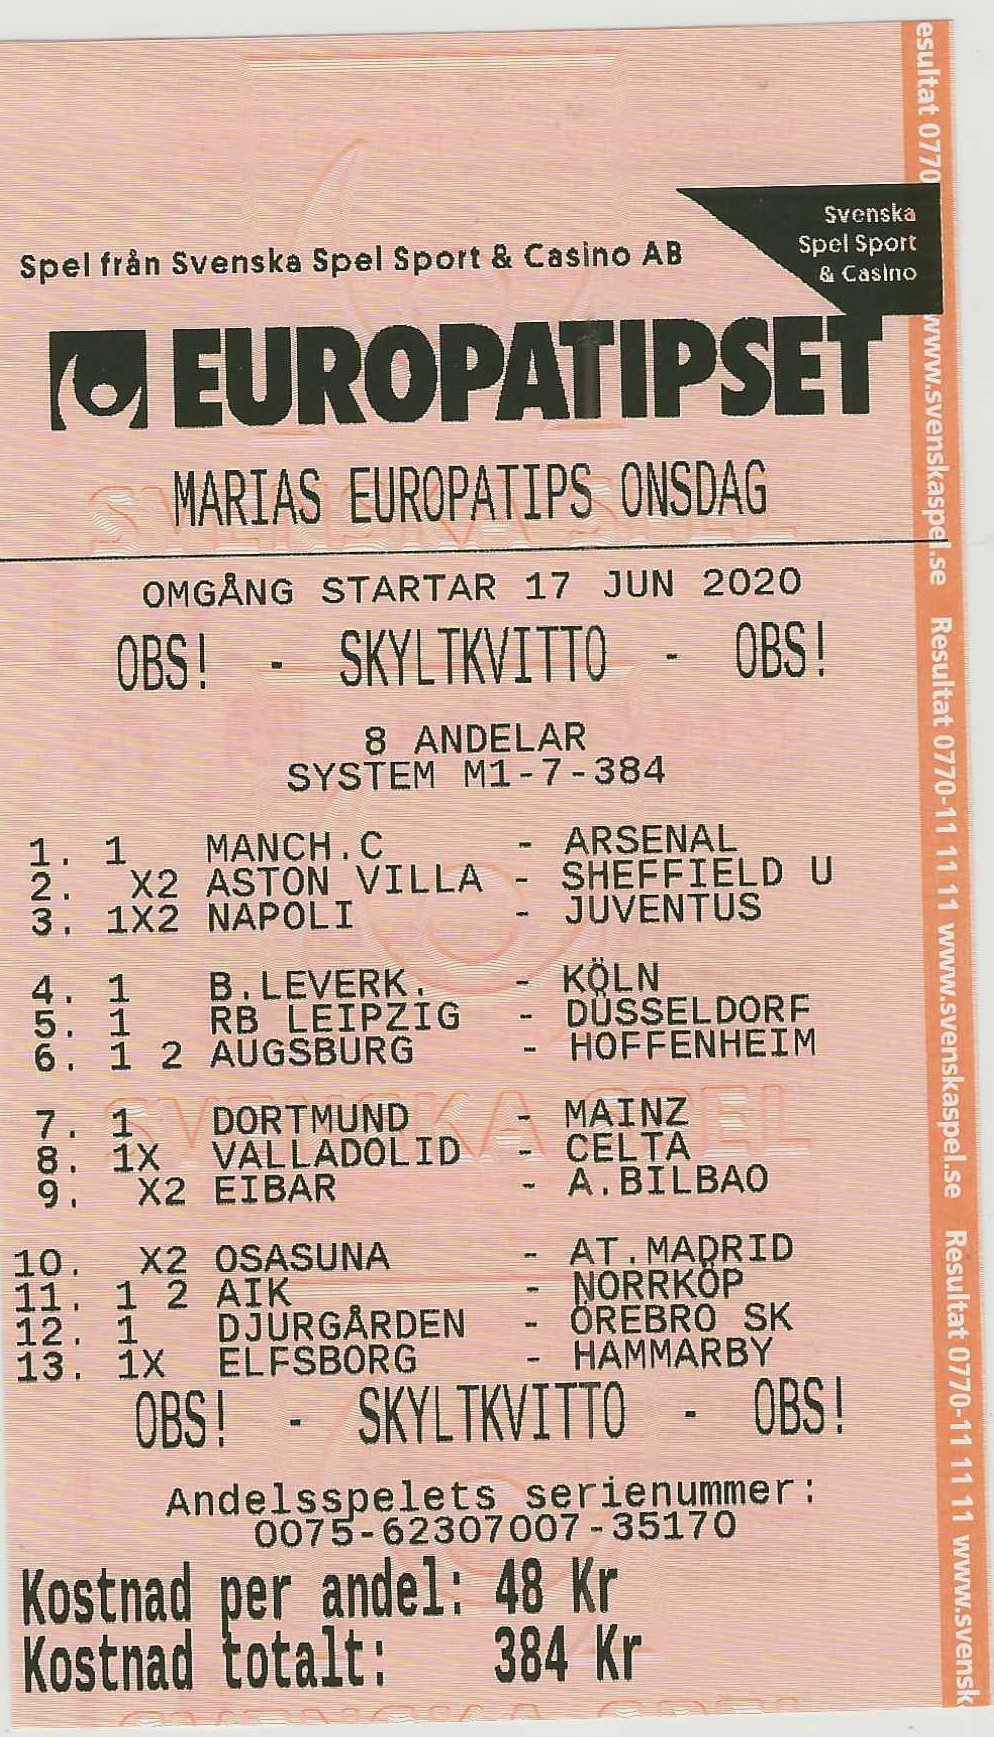 Svenska
Spel Sport
& Casino
Spel från Svenska Spel Sport & Casino AB
EUROPATIPSET
MARIAS EUROPATIPS ONSDAG
OMGÅNG STARTAR 17 JUN 2020
OBS! - SKYLTKVITTO - OBS!
8 ANDELAR
SYSTEM M1-7-384
1. 1 MANCH.C - ARSENAL
2. X2 ASTON VILLA - SHEFFIELD U
3. 1X2 NAPOLI - JUVENTUS
4. 1 B.LEVERK. - KÖLN
5. 1 RB LEIPZIG - DÜSSELDORF
6. 1 2 AUGSBURG - HOFFENHEIM
7. 1 DORTMUND - MAINZ
8. 1X VALLADOLID - CELTA
9. X2 EIBAR - A.BILBAO
10. X2 OSASUNA - AT.MADRID
11. 1 2 AIK - NORRKÖP
12. 1 DJURGÅRDEN - ÖREBRO SK
13. 1X ELFSBORG - HAMMARBY
OBS! - SKYLTKVITTO - OBS!
Andelsspelets serienummer:
0075-62307007-35170
Kostnad per andel: 48 Kr
Kostnad totalt: 384 Kr
esultat 0770 www.svenskaspel.se Resultat 0770-11 11 11 www.svenskaspel.se Resultat 0770-11 11 11 www.svensk
SVENSKA SPEL
SVENSKA SPEL
SVENSKA SPEL